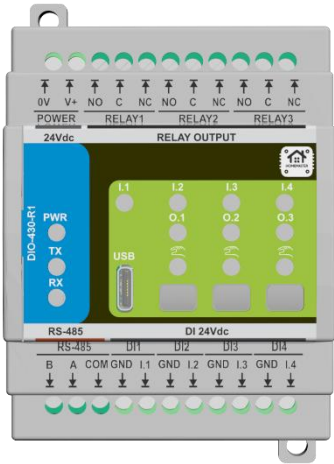 0V V+ NO C NC NO C NC NO C NC
POWER RELAY1 RELAY2 RELAY3
24Vdc RELAY OUTPUT
HOMEMASTER
I.1 I.2 I.3 I.4
DIO-430-R1
PWR O.1 O.2 O.3
TX
USB
RX
RS-485 DI 24Vdc
RS-485 DI1 DI2 DI3 DI4
B A COM GND I.1 GND I.2 GND I.3 GND I.4